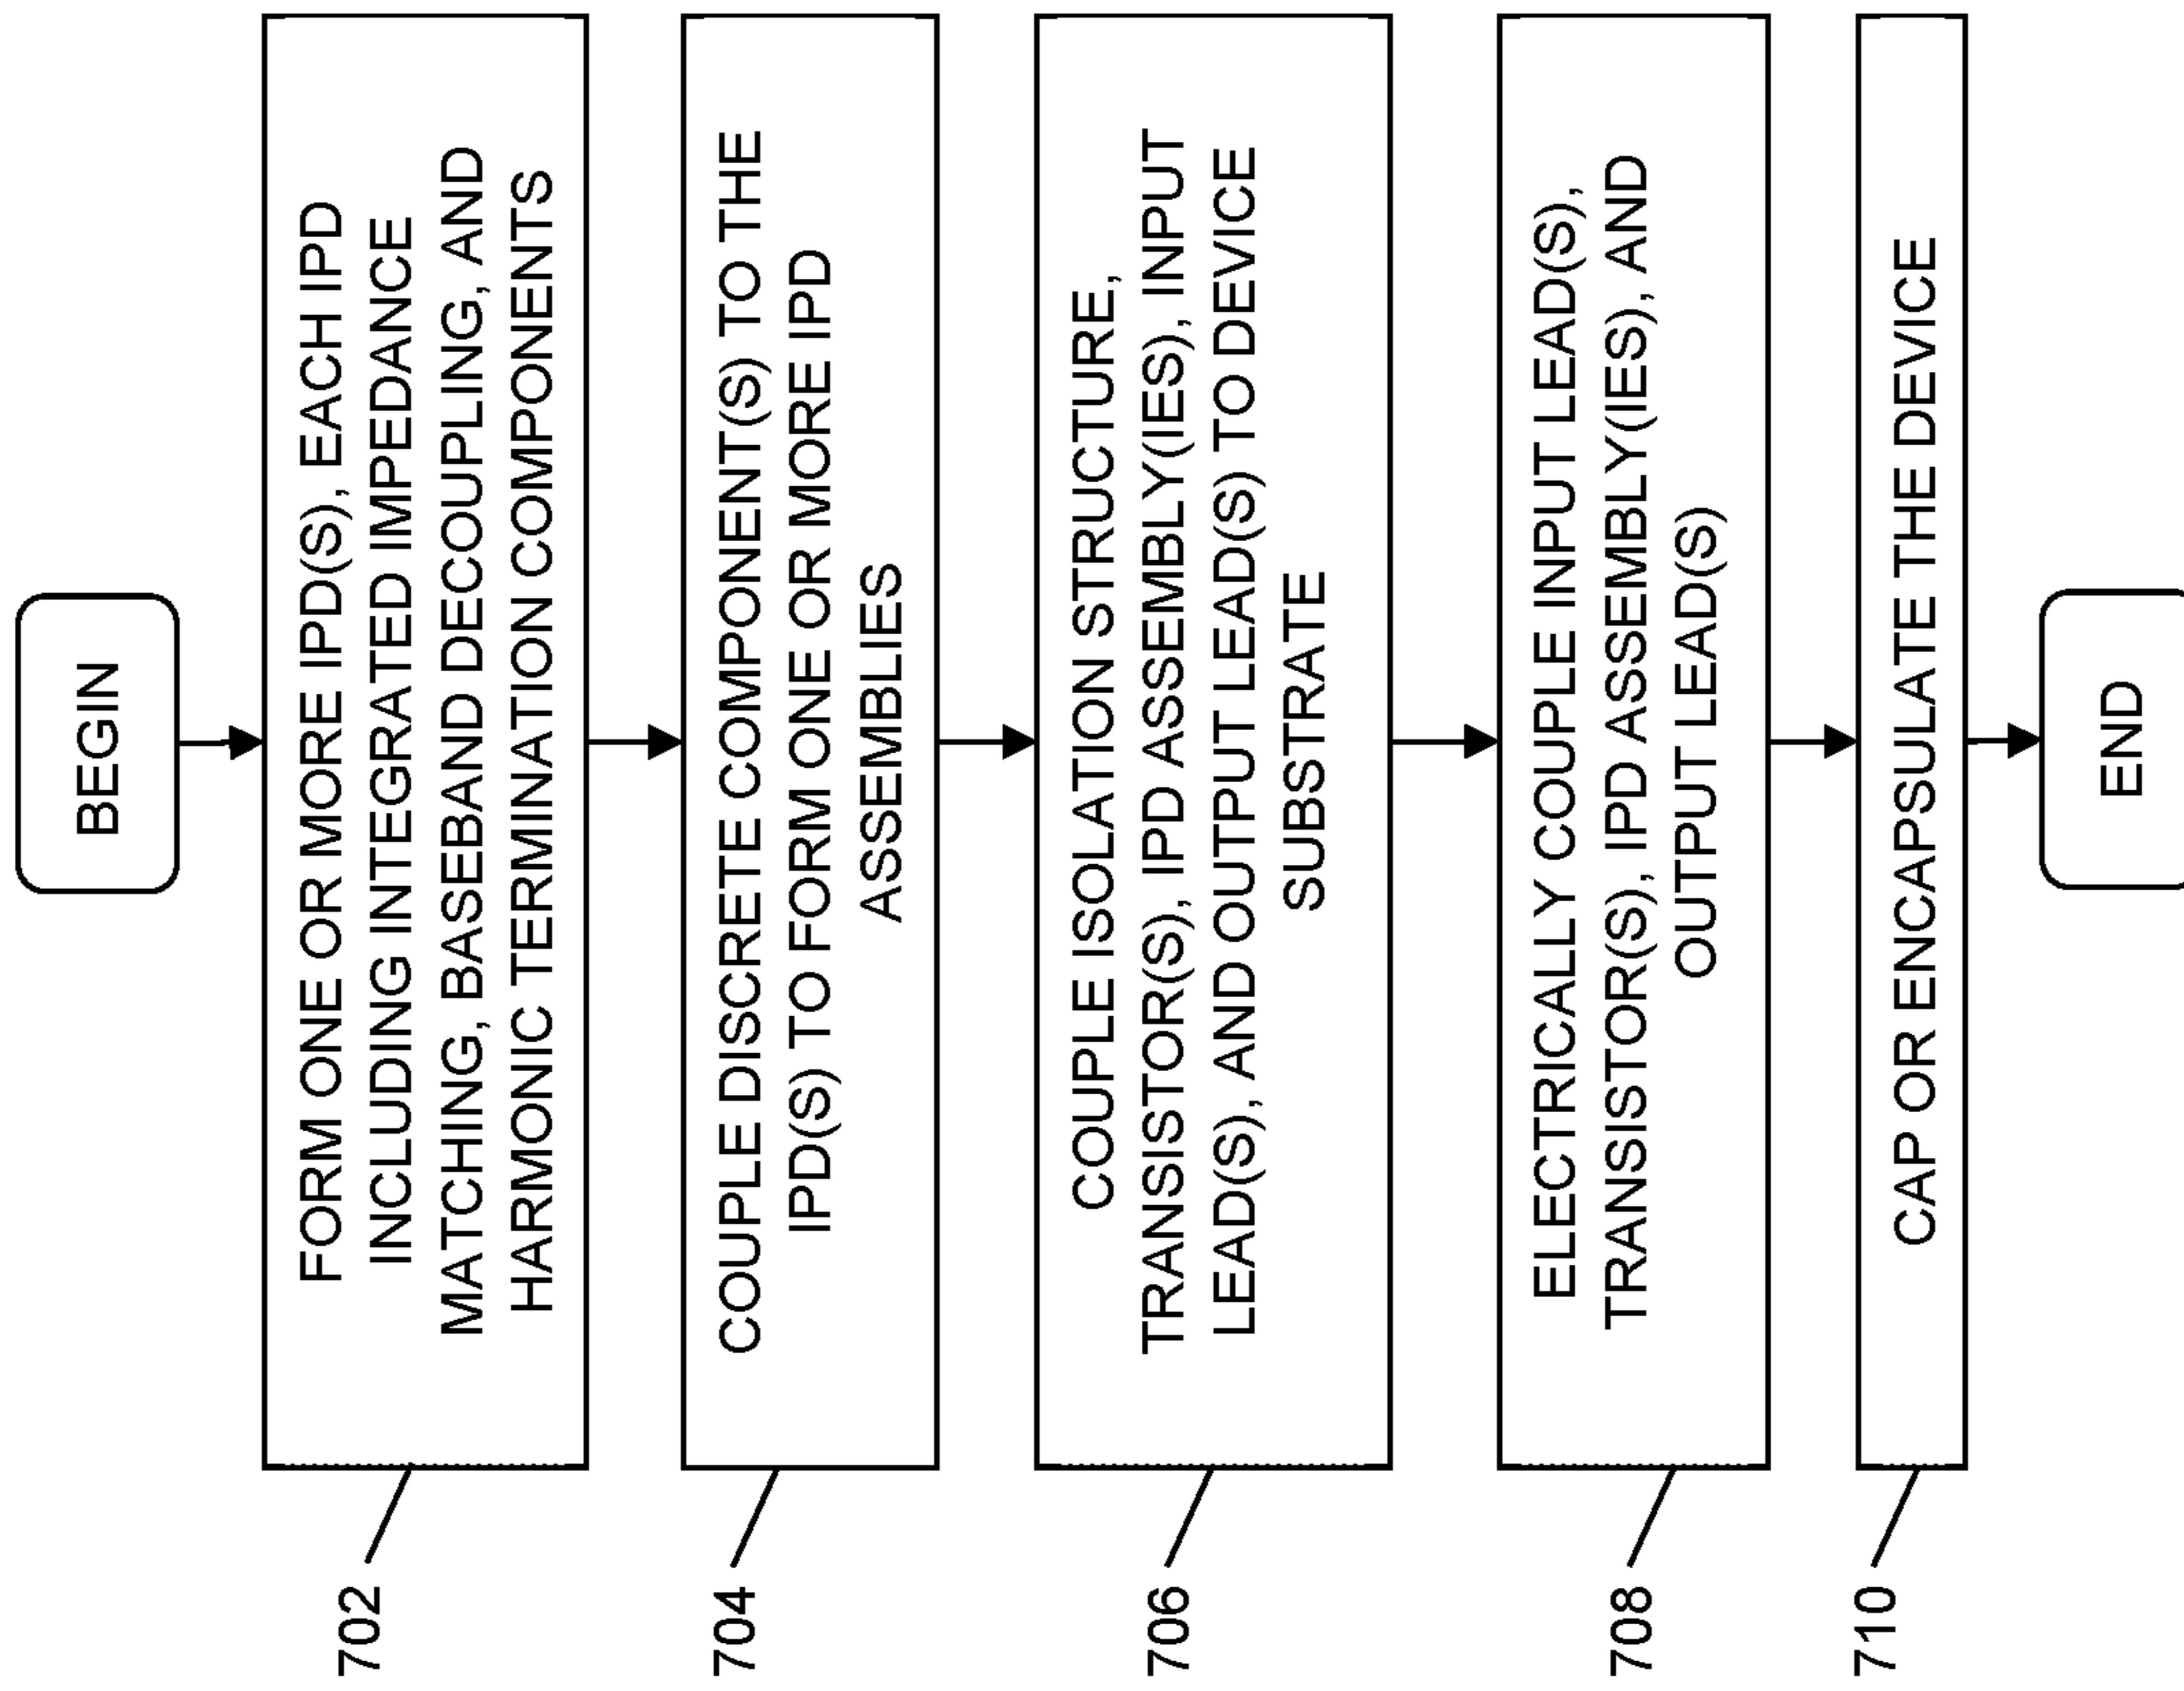 BEGIN
702
FORM ONE OR MORE IPD(S), EACH IPD
INCLUDING INTEGRATED IMPEDANCE
MATCHING, BASEBAND DECOUPLING, AND
HARMONIC TERMINATION COMPONENTS
704
COUPLE DISCRETE COMPONENT(S) TO THE
IPD(S) TO FORM ONE OR MORE IPD
ASSEMBLIES
706
COUPLE ISOLATION STRUCTURE,
TRANSISTOR(S), IPD ASSEMBLY(IES), INPUT
LEAD(S), AND OUTPUT LEAD(S) TO DEVICE
SUBSTRATE
708
ELECTRICALLY COUPLE INPUT LEAD(S),
TRANSISTOR(S), IPD ASSEMBLY(IES), AND
OUTPUT LEAD(S)
710
CAP OR ENCAPSULATE THE DEVICE
END